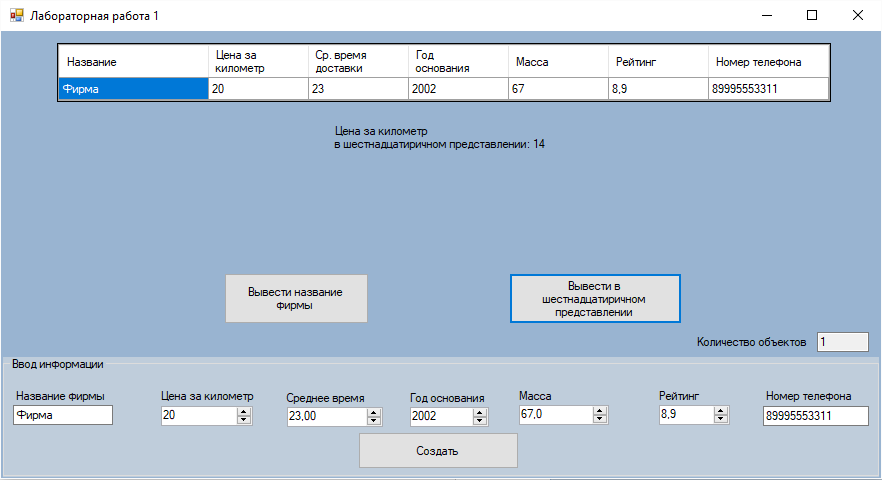 Лабораторная работа 1
Название
Цена за
километр
Ср. время
доставки
Год
основания
Масса
Рейтинг
Номер телефона
Фирма
20
23
2002
67
8,9
89995553311
Цена за километр
в шестнадцатиричном представлении: 14
Вывести название
фирмы
Вывести в
шестнадцатиричном
представлении
Количество объектов
1
Ввод информации
Название фирмы
Цена за километр
Среднее время
Год основания
Масса
Рейтинг
Номер телефона
Фирма
20
23,00
2002
67,0
8,9
89995553311
Создать